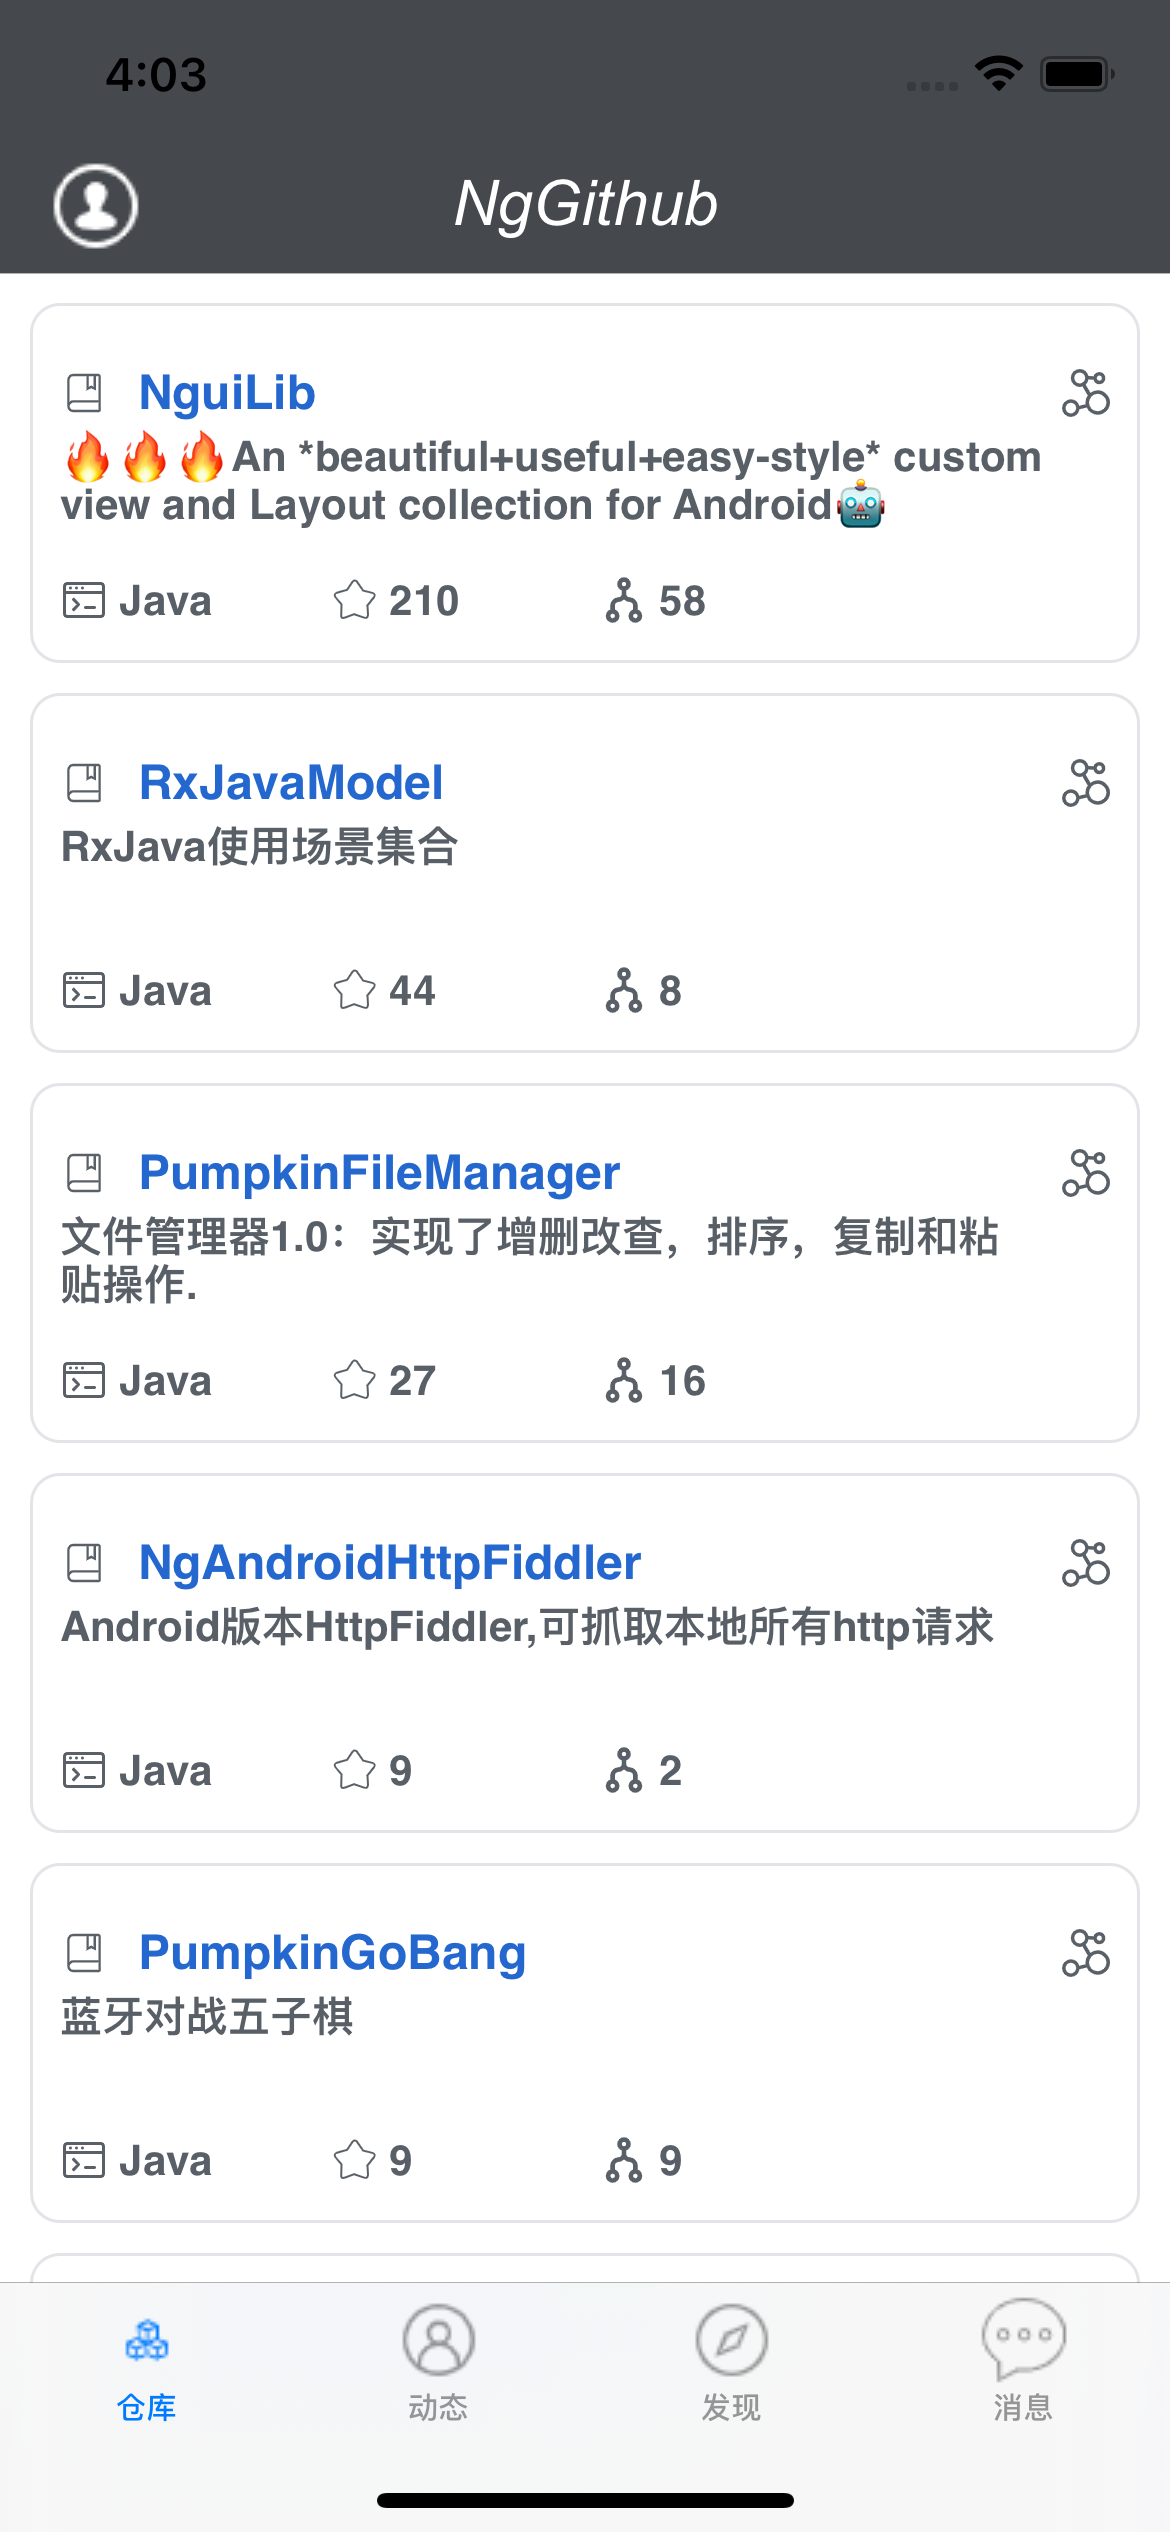 4:03
NgGithub
NguiLib
🔥🔥🔥An *beautiful+useful+easy-style* custom
view and Layout collection for Android🤖
Java 210 58
RxJavaModel
RxJava使用场景集合
Java 44 8
PumpkinFileManager
文件管理器1.0：实现了增删改查，排序，复制和粘
贴操作.
Java 27 16
NgAndroidHttpFiddler
Android版本HttpFiddler,可抓取本地所有http请求
Java 9 2
PumpkinGoBang
蓝牙对战五子棋
Java 9 9
仓库 动态 发现 消息